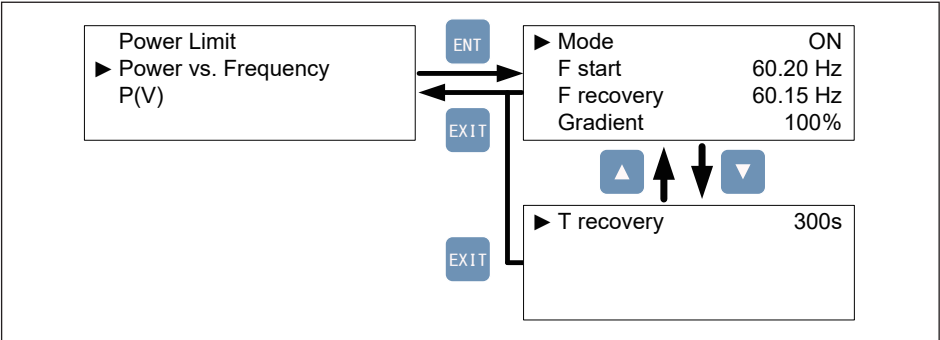 Power Limit
▶ Power vs. Frequency
P(V)
ENT
EXIT
▶ Mode ON
F start 60.20 Hz
F recovery 60.15 Hz
Gradient 100%
▲ ▼
▶ T recovery 300s
EXIT